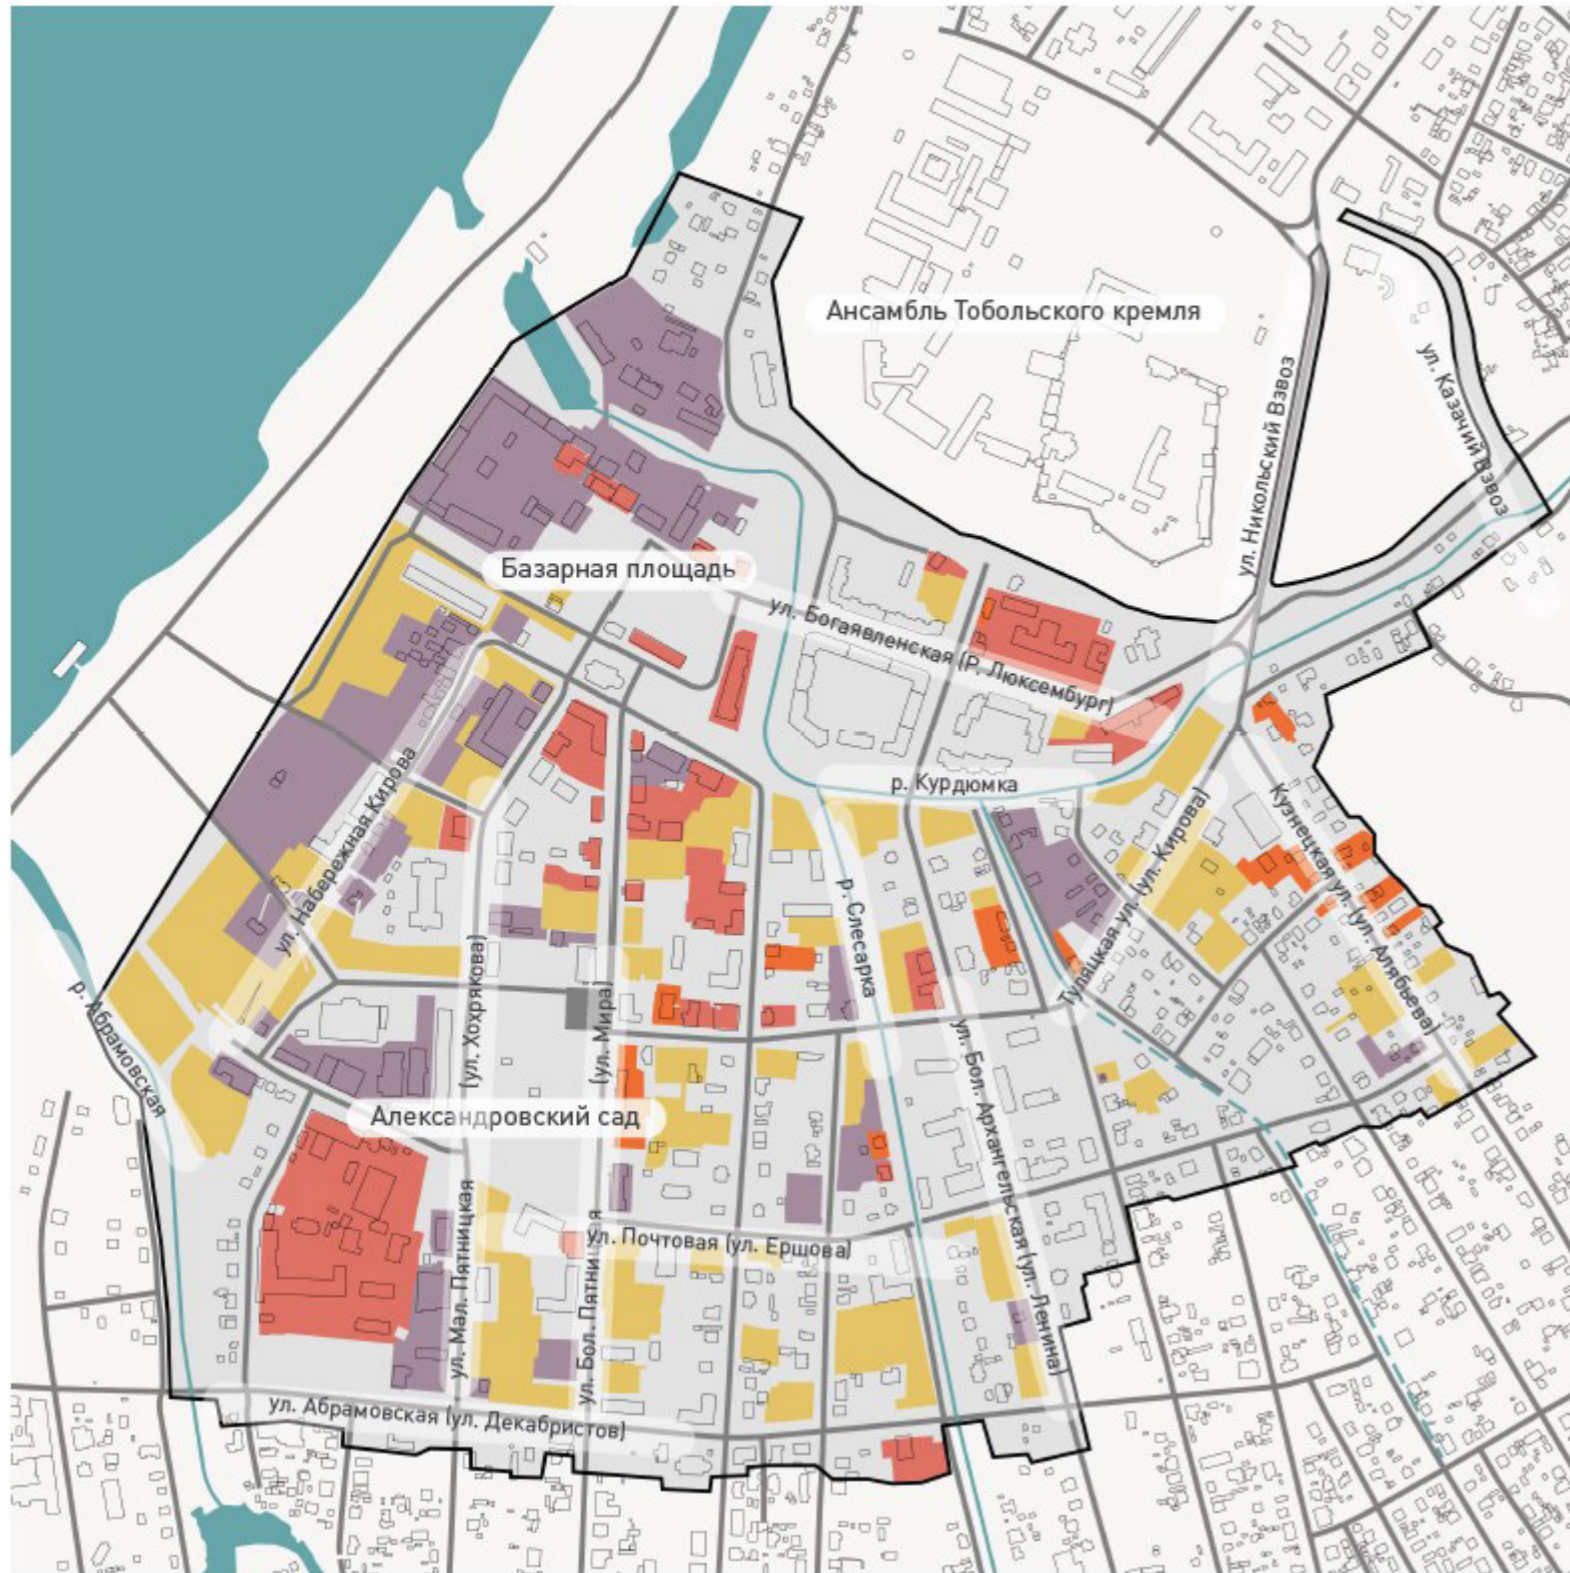 Ансамбль Тобольского кремля
ул. Казачий Взвоз
ул. Никольский Взвоз
Базарная площадь
ул. Богаявленская (Р. Люксембург)
р. Курдюмка
ул. Набережная Кирова
Кузнецкая ул. (ул. Алябьева)
Туляцкая ул. (ул. Кирова)
р. Слесарка
(ул. Хохрякова)
(ул. Мира)
р. Абрамовская
ул. Бол. Архангельская (ул. Ленина)
Александровский сад
ул. Мал. Пятницкая
ул. Бол. Пятницкая
ул. Почтовая (ул. Ершова)
ул. Абрамовская (ул. Декабристов)